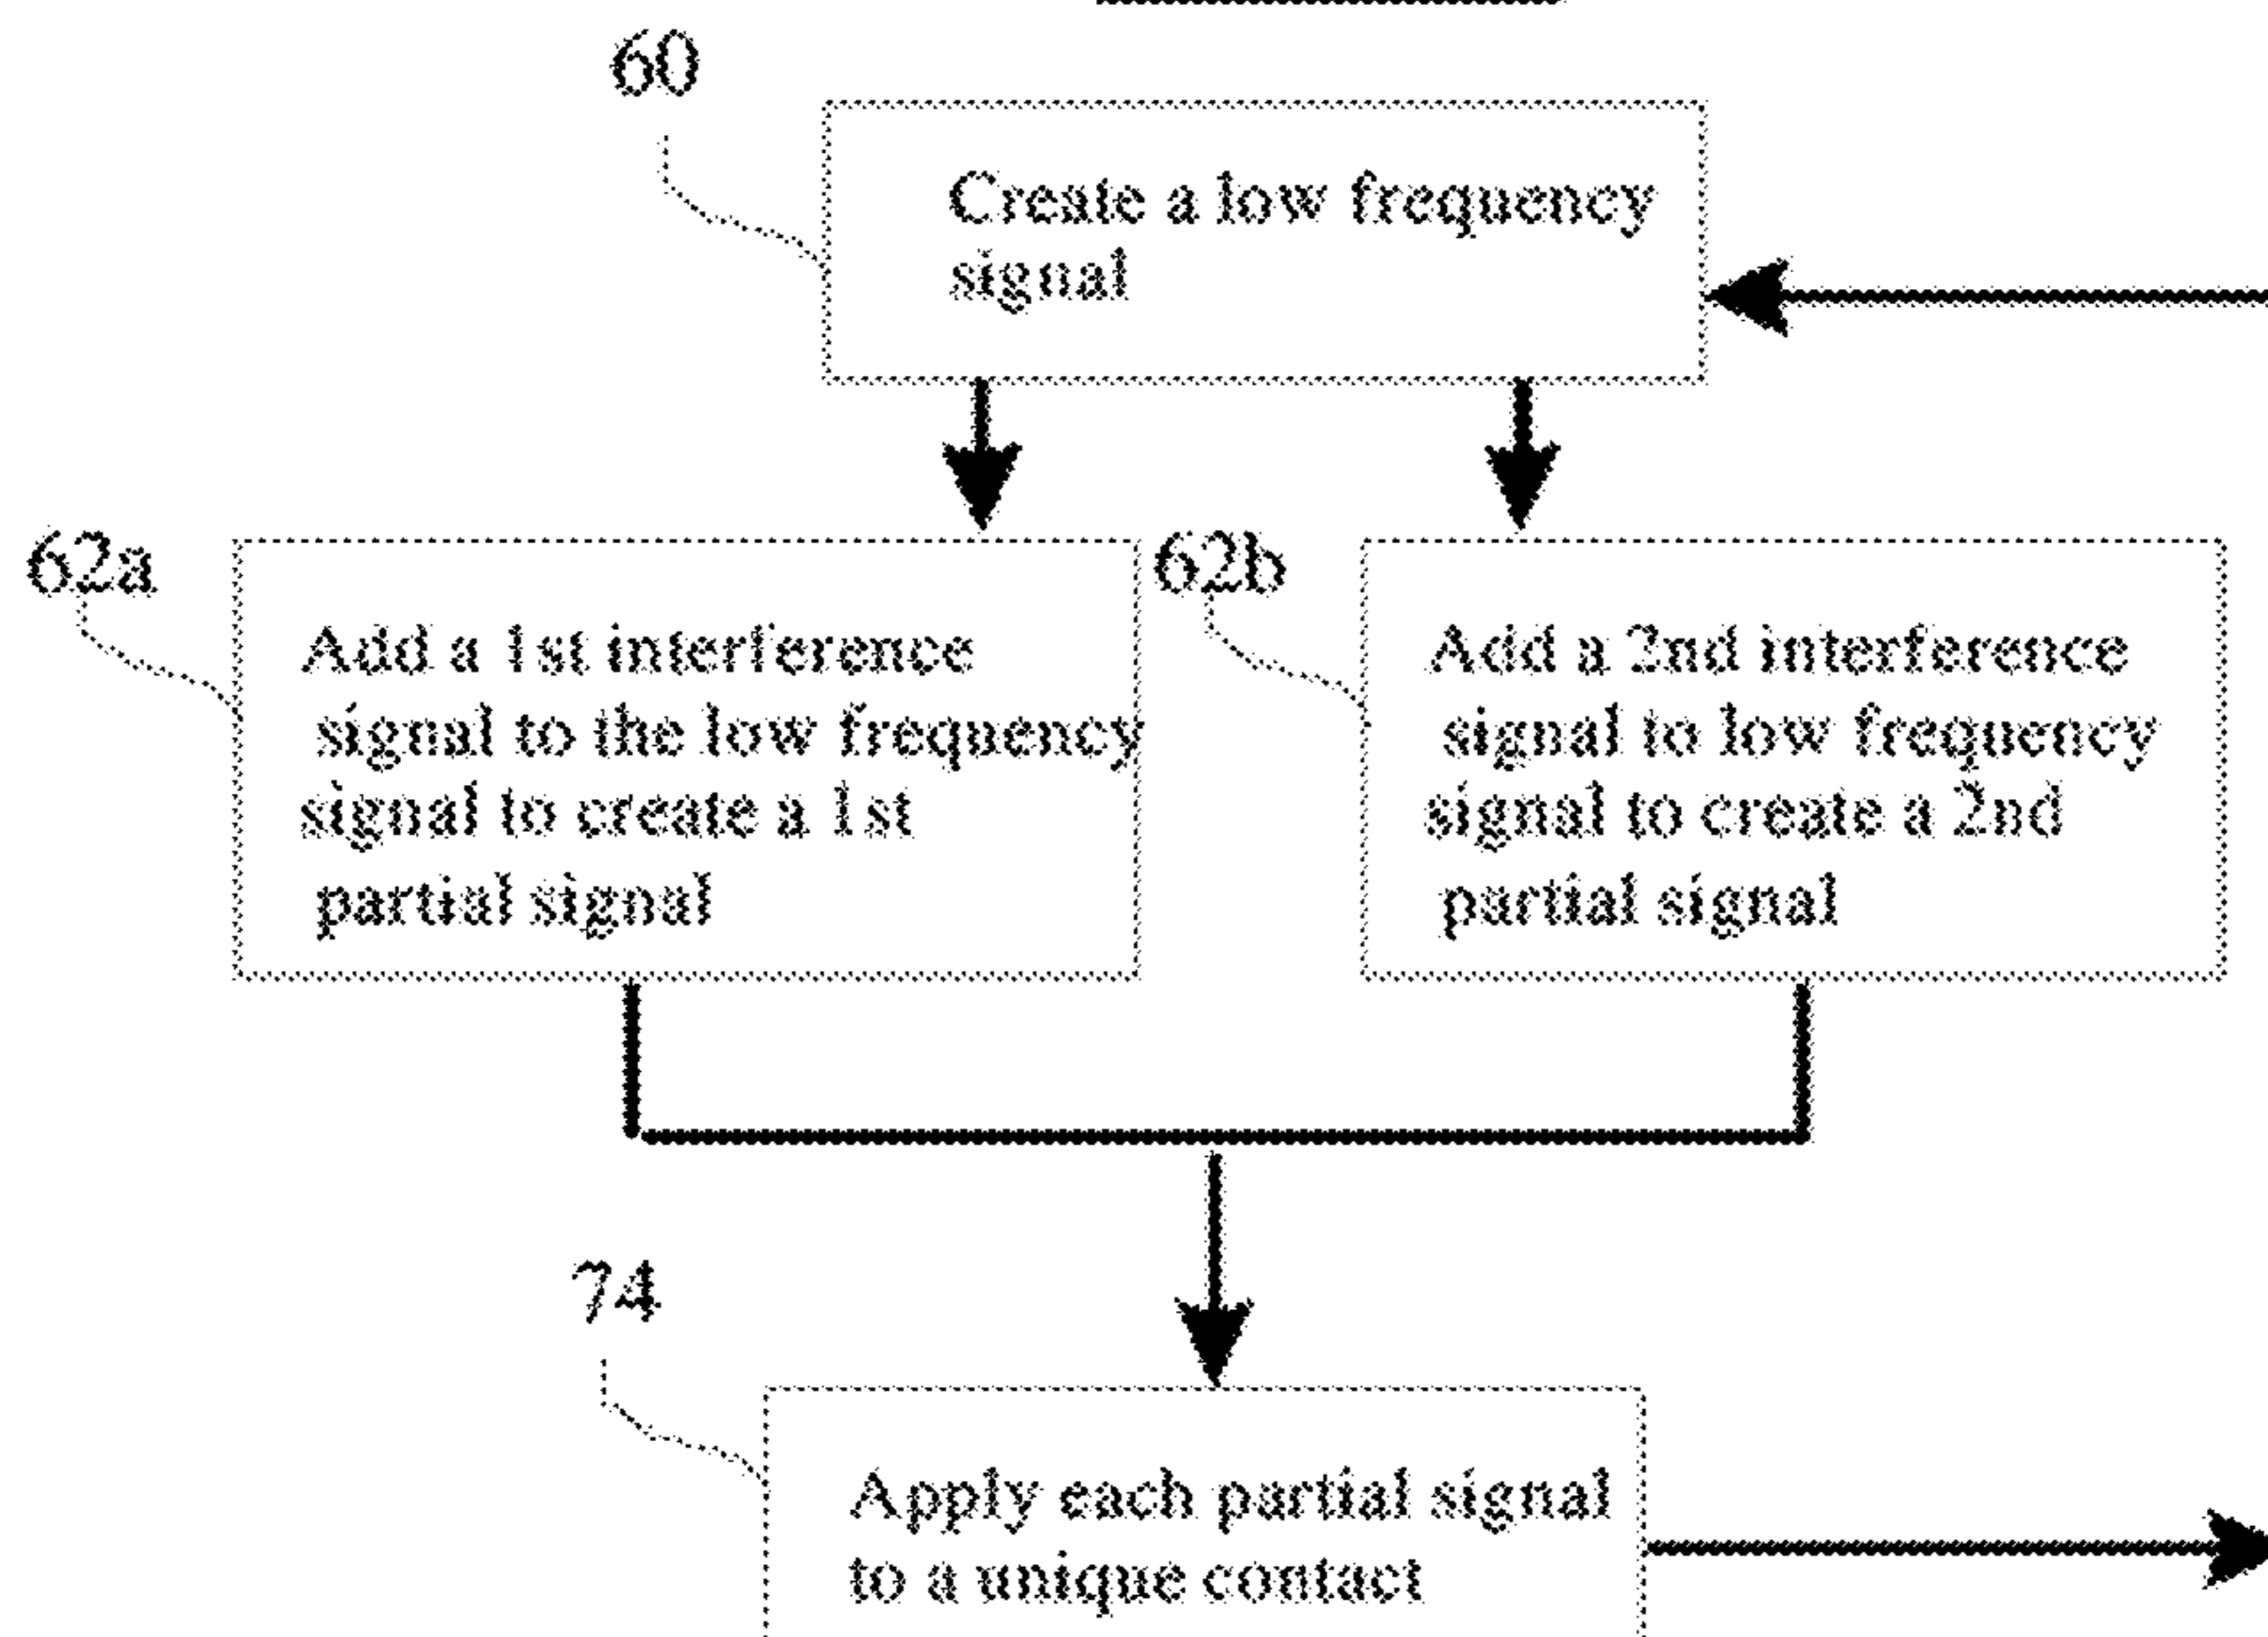 60
Create a low frequency
signal
62a
Add a 1st interference
signal to the low frequency
signal to create a 1st
partial signal
62b
Add a 2nd interference
signal to low frequency
signal to create a 2nd
partial signal
74
Apply each partial signal
to a unique contact